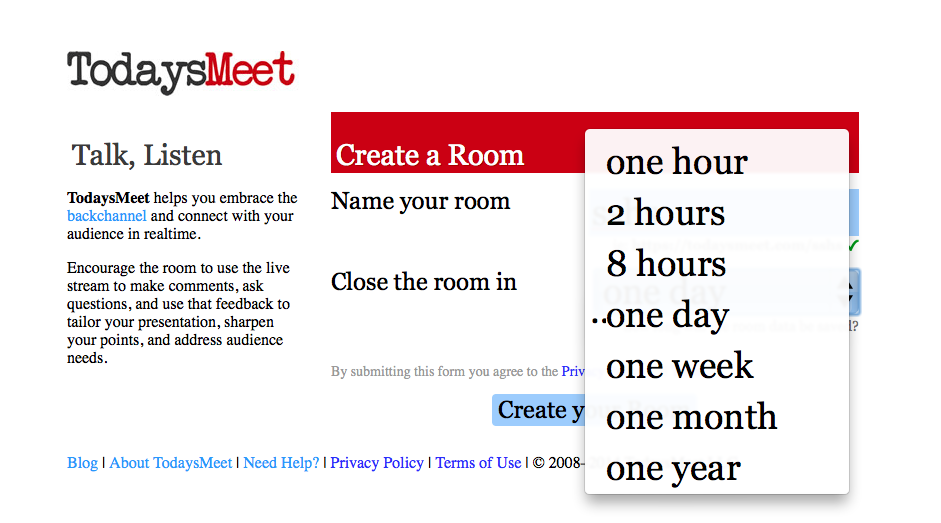 TodaysMeet
Talk, Listen
TodaysMeet helps you embrace the
backchannel and connect with your
audience in realtime.
Encourage the room to use the live
stream to make comments, ask
questions, and use that feedback to
tailor your presentation, sharpen
your points, and address audience
needs.
Create a Room
Name your room
Close the room in
one hour
2 hours
8 hours
one day
one week
one month
one year
By submitting this form you agree to the
Create
Blog | About TodaysMeet | Need Help? | Privacy Policy | Terms of Use | © 2008-